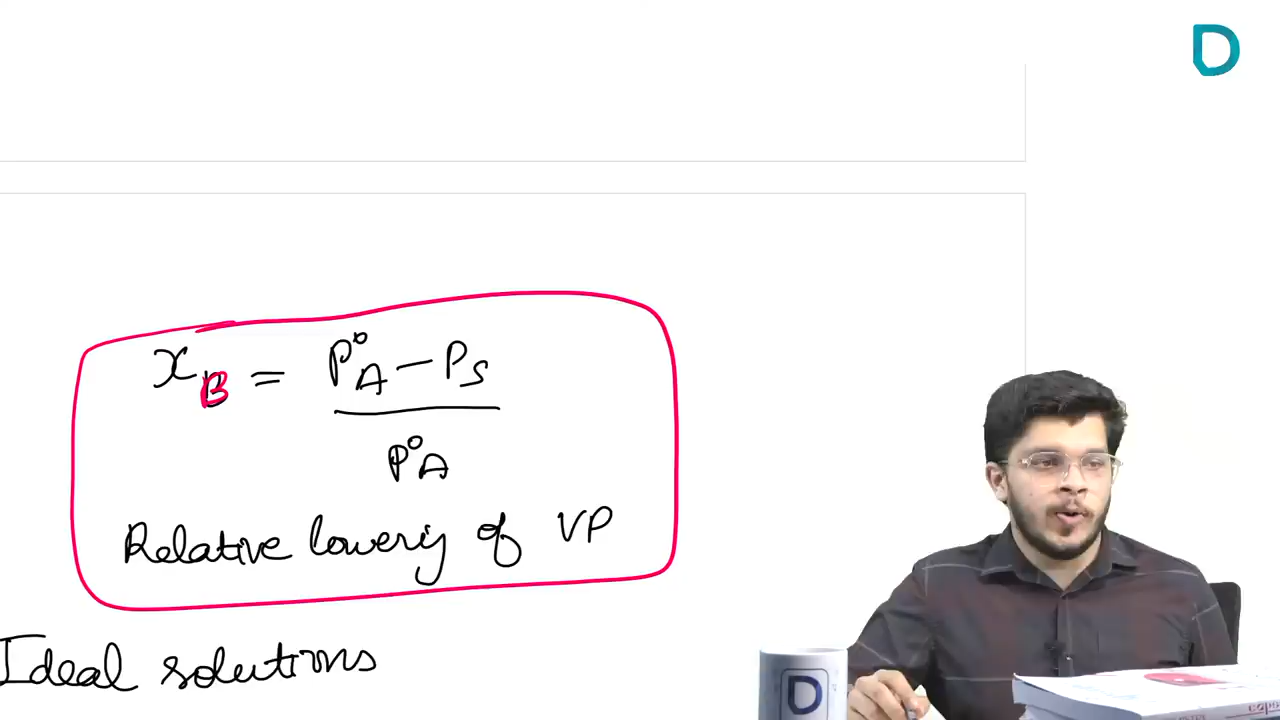 D
x_B = P°_A - P_S
P°_A
Relative lowering of VP
Ideal solutions
D